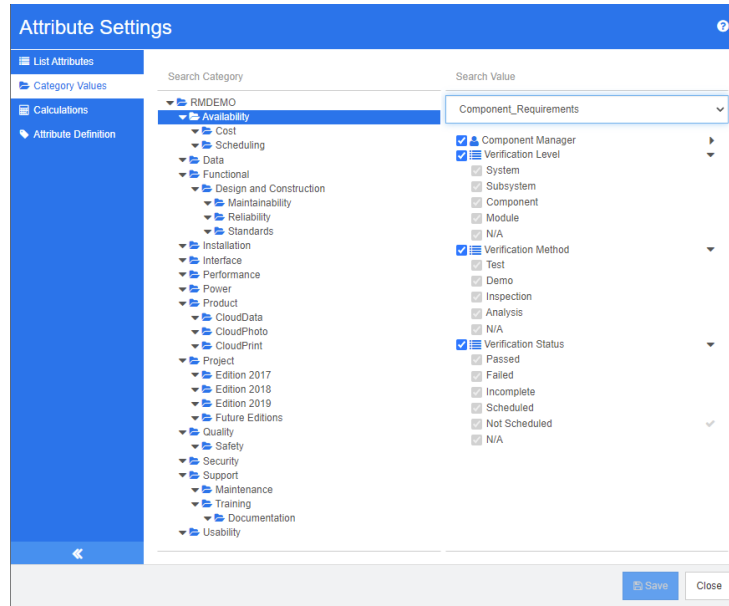 Attribute Settings
List Attributes
Category Values
Calculations
Attribute Definition
Search Category
RMDEMO
Availability
Cost
Scheduling
Data
Functional
Design and Construction
Maintainability
Reliability
Standards
Installation
Interface
Performance
Power
Product
CloudData
CloudPhoto
CloudPrint
Project
Edition 2017
Edition 2018
Edition 2019
Future Editions
Quality
Safety
Security
Support
Maintenance
Training
Documentation
Usability
Search Value
Component_Requirements
Component Manager
Verification Level
System
Subsystem
Component
Module
N/A
Verification Method
Test
Demo
Inspection
Analysis
N/A
Verification Status
Passed
Failed
Incomplete
Scheduled
Not Scheduled
N/A
Save
Close